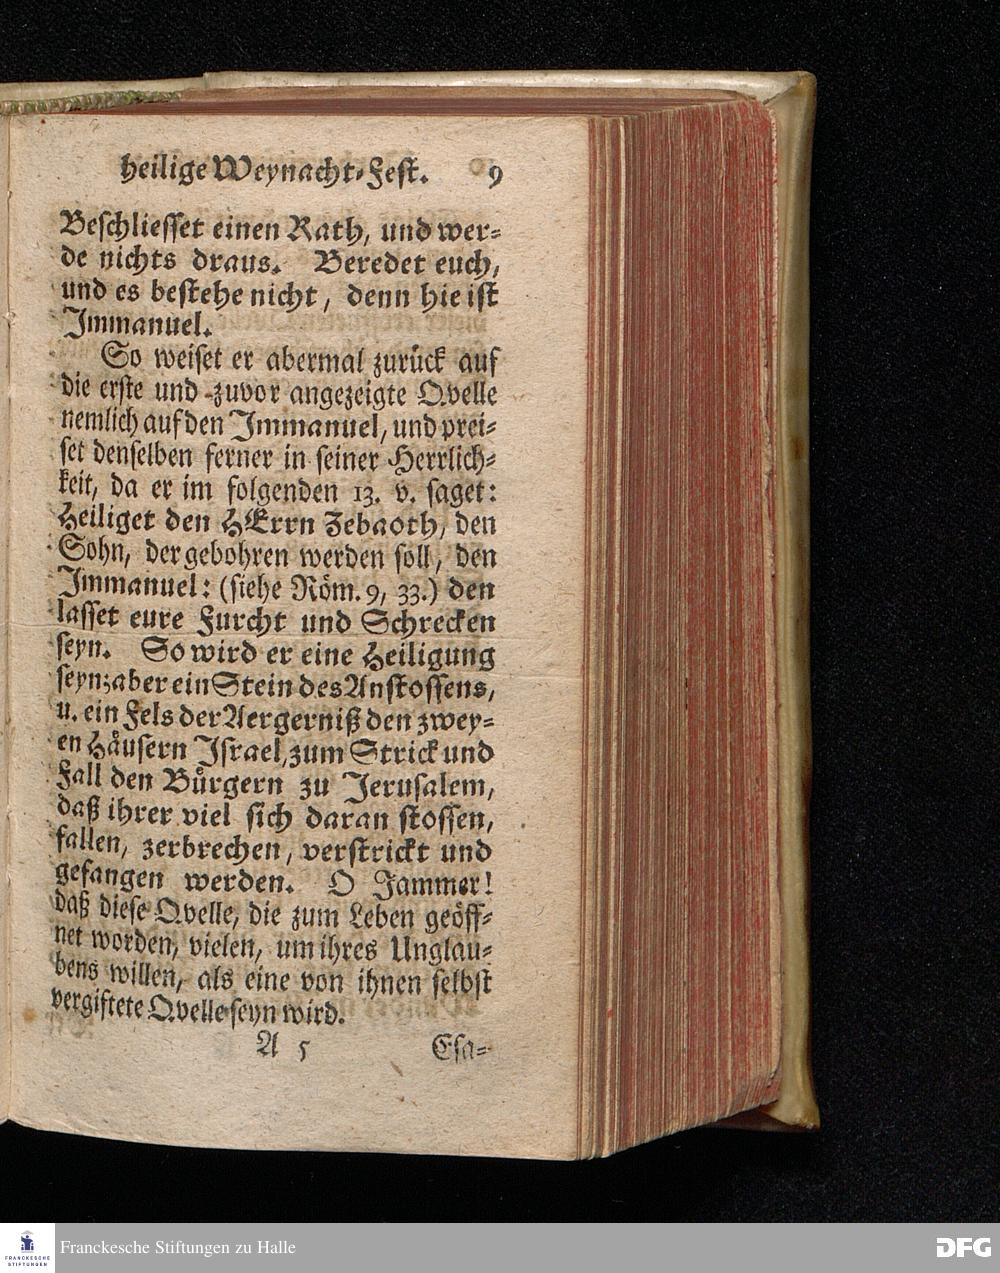 heilige Weynacht-Fest. 9
Beschliesset einen Rath, und wer-
de nichts draus. Beredet euch,
und es bestehe nicht, denn hie ist
Immanuel.
So weiset er abermal zurück auf
die erste und zuvor angezeigte Qvelle
nemlich auf den Immanuel, und prei-
set denselben ferner in seiner Herrlich-
keit, da er im folgenden 13. v. saget:
Heiliget den HErrn Zebaoth, den
Sohn, der gebohren werden soll, den
Immanuel: (siehe Röm. 9, 33.) den
lasset eure Furcht und Schrecken
seyn. So wird er eine Heiligung
seyn; aber ein Stein des Anstossens,
u. ein Fels der Aergerniß den zwey-
en Häusern Israel, zum Strick und
Fall den Bürgern zu Jerusalem,
daß ihrer viel sich daran stossen,
fallen, zerbrechen, verstrickt und
gefangen werden. O Jammer!
daß diese Qvelle, die zum Leben geöff-
net worden, vielen, um ihres Unglau-
bens willen, als eine von ihnen selbst
vergiftete Qvelle seyn wird.
A 5 Esa-
FRANCKESCHE
STIFTUNGEN
Franckesche Stiftungen zu Halle
DFG